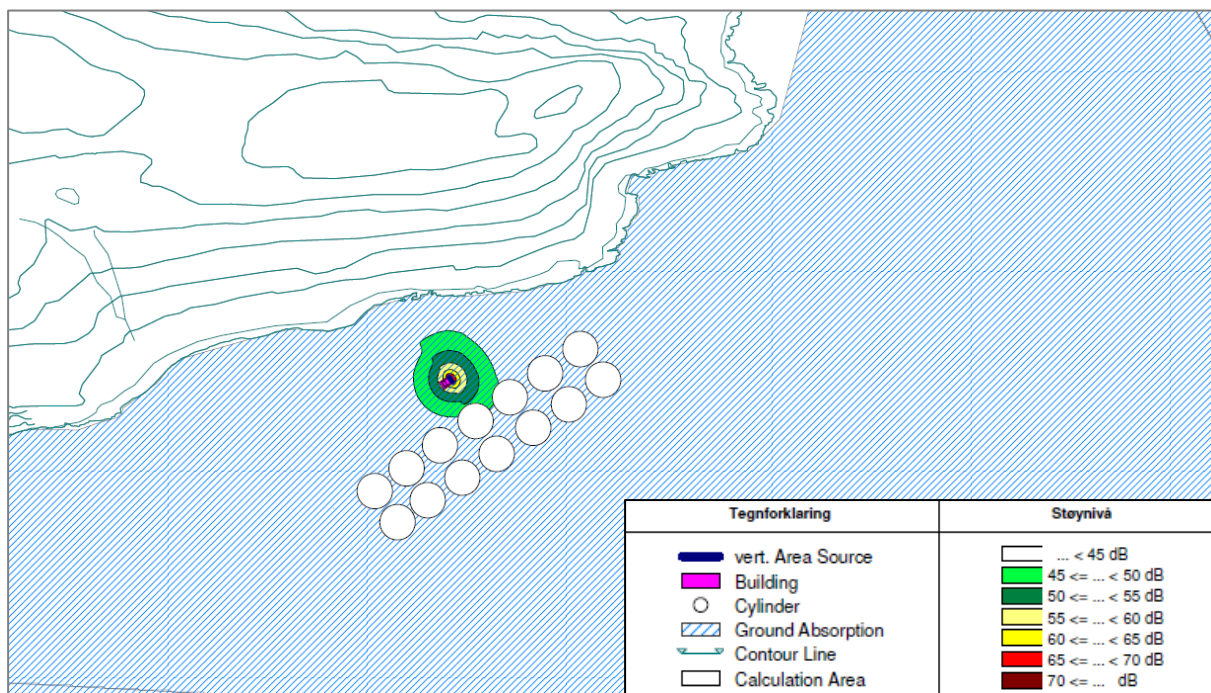 Tegnforklaring
vert. Area Source
Building
Cylinder
Ground Absorption
Contour Line
Calculation Area
Støynivå
... < 45 dB
45 <= ... < 50 dB
50 <= ... < 55 dB
55 <= ... < 60 dB
60 <= ... < 65 dB
65 <= ... < 70 dB
70 <= ... dB